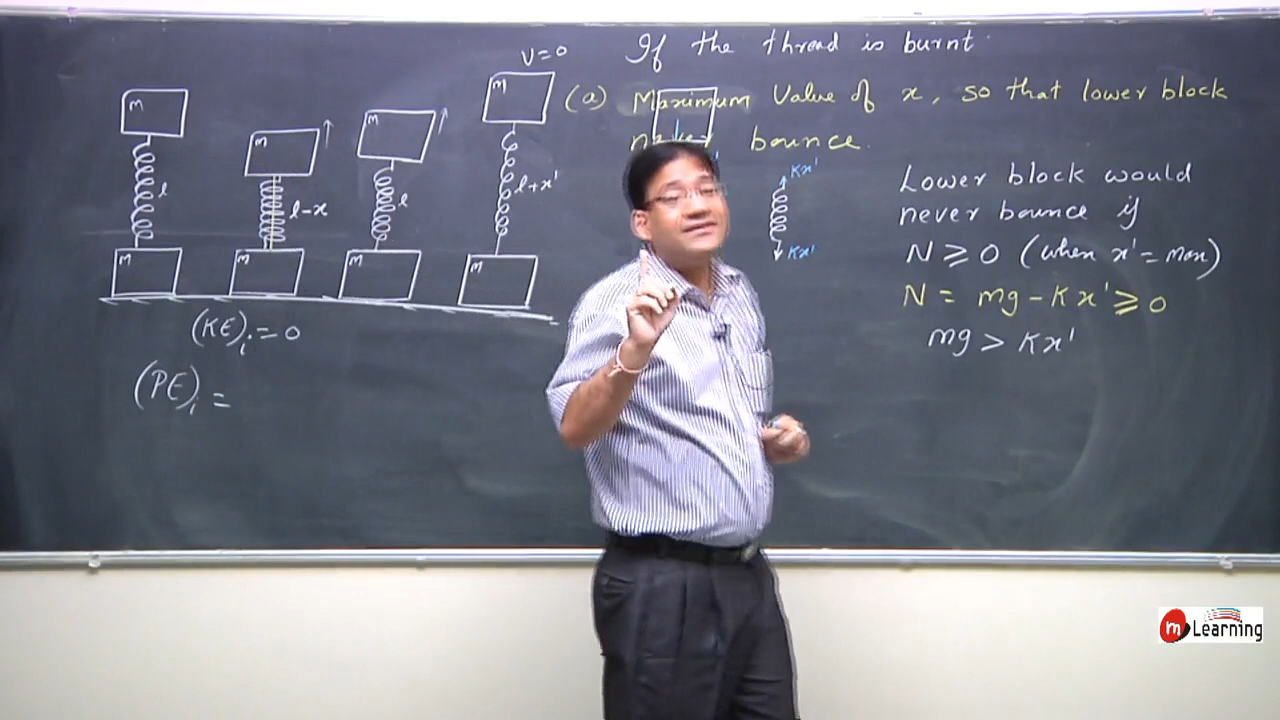 If the thread is burnt
(a) Maximum Value of x, so that lower block
never bounce.
v=0
m
m
m
m
l
l-x
l
l+x'
m
m
m
m
(KE)i = 0
(PE)i =
Kx'
Kx'
Lower block would
never bounce if
N ⩾ 0 (when x' = max)
N = mg - Kx' ⩾ 0
mg > Kx'
m Learning